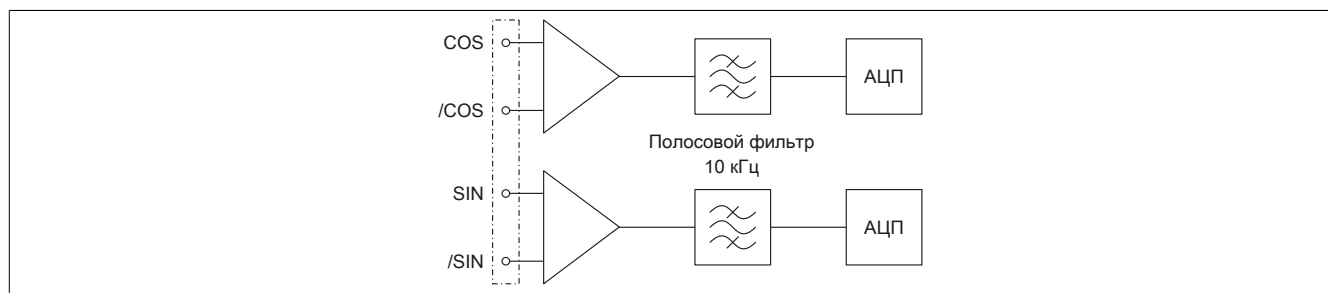 COS
АЦП
/COS
Полосовой фильтр
10 кГц
SIN
АЦП
/SIN